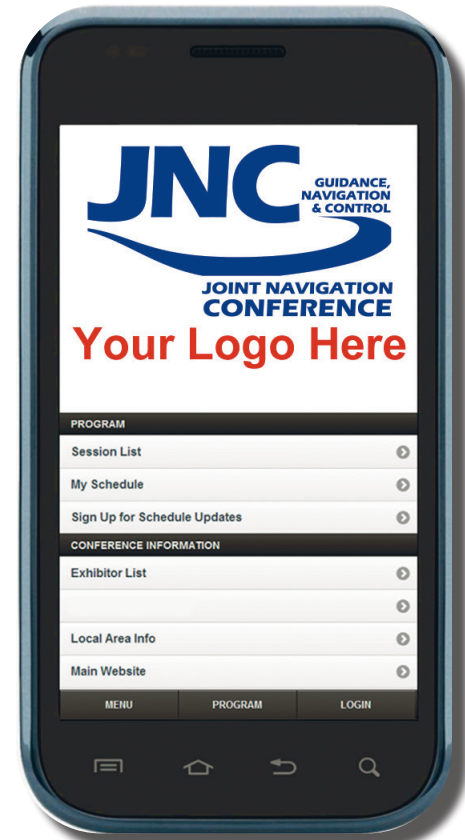 JNC
GUIDANCE,
NAVIGATION
& CONTROL
JOINT NAVIGATION
CONFERENCE
Your Logo Here
PROGRAM
Session List
My Schedule
Sign Up for Schedule Updates
CONFERENCE INFORMATION
Exhibitor List
Local Area Info
Main Website
MENU PROGRAM LOGIN